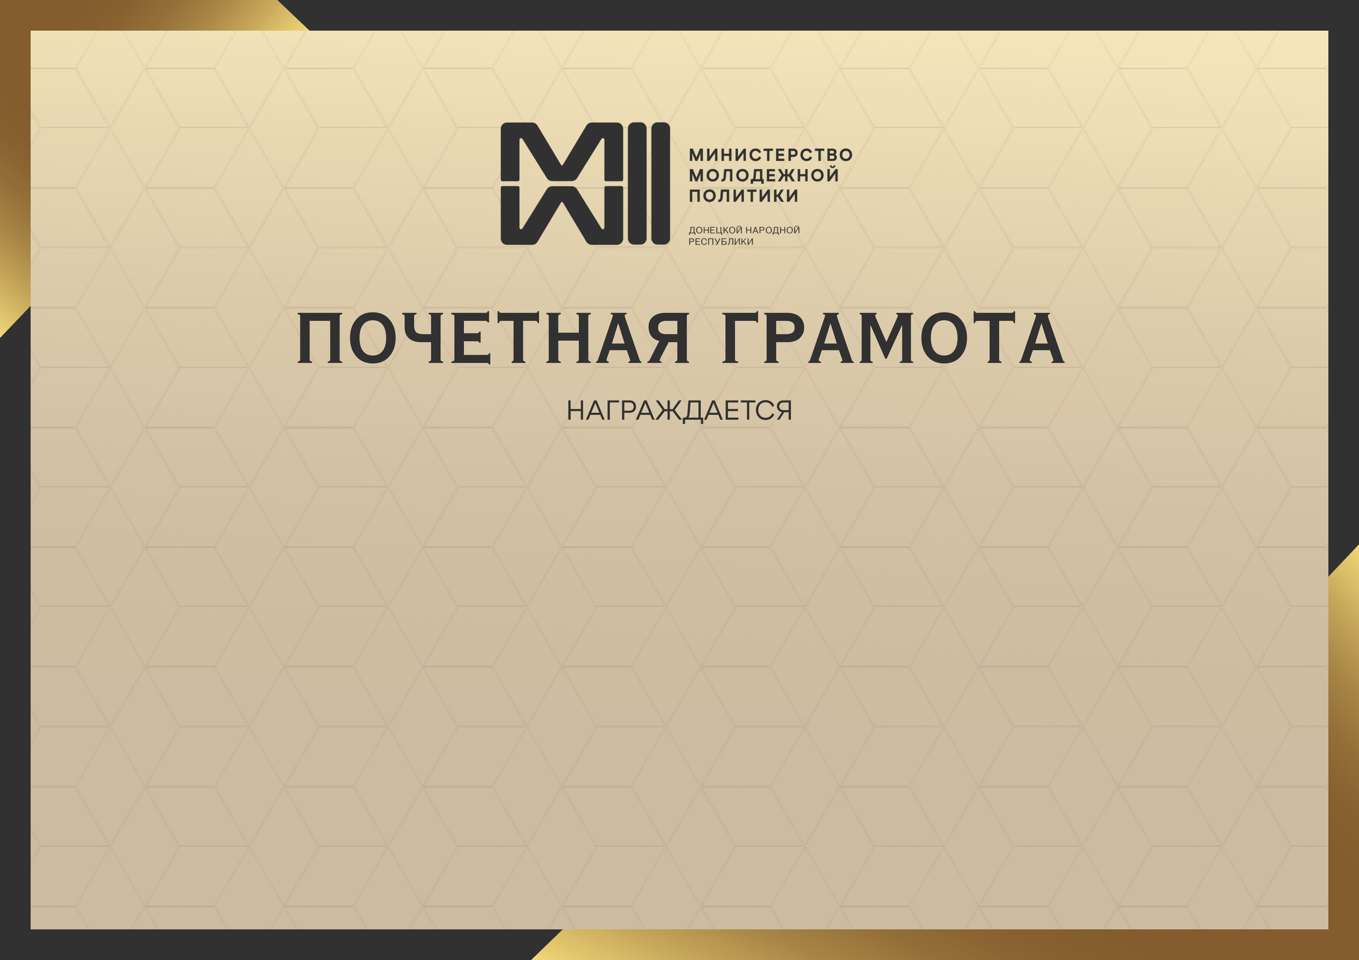 МИНИСТЕРСТВО
МОЛОДЕЖНОЙ
ПОЛИТИКИ
ДОНЕЦКОЙ НАРОДНОЙ
РЕСПУБЛИКИ
ПОЧЕТНАЯ ГРАМОТА
НАГРАЖДАЕТСЯ